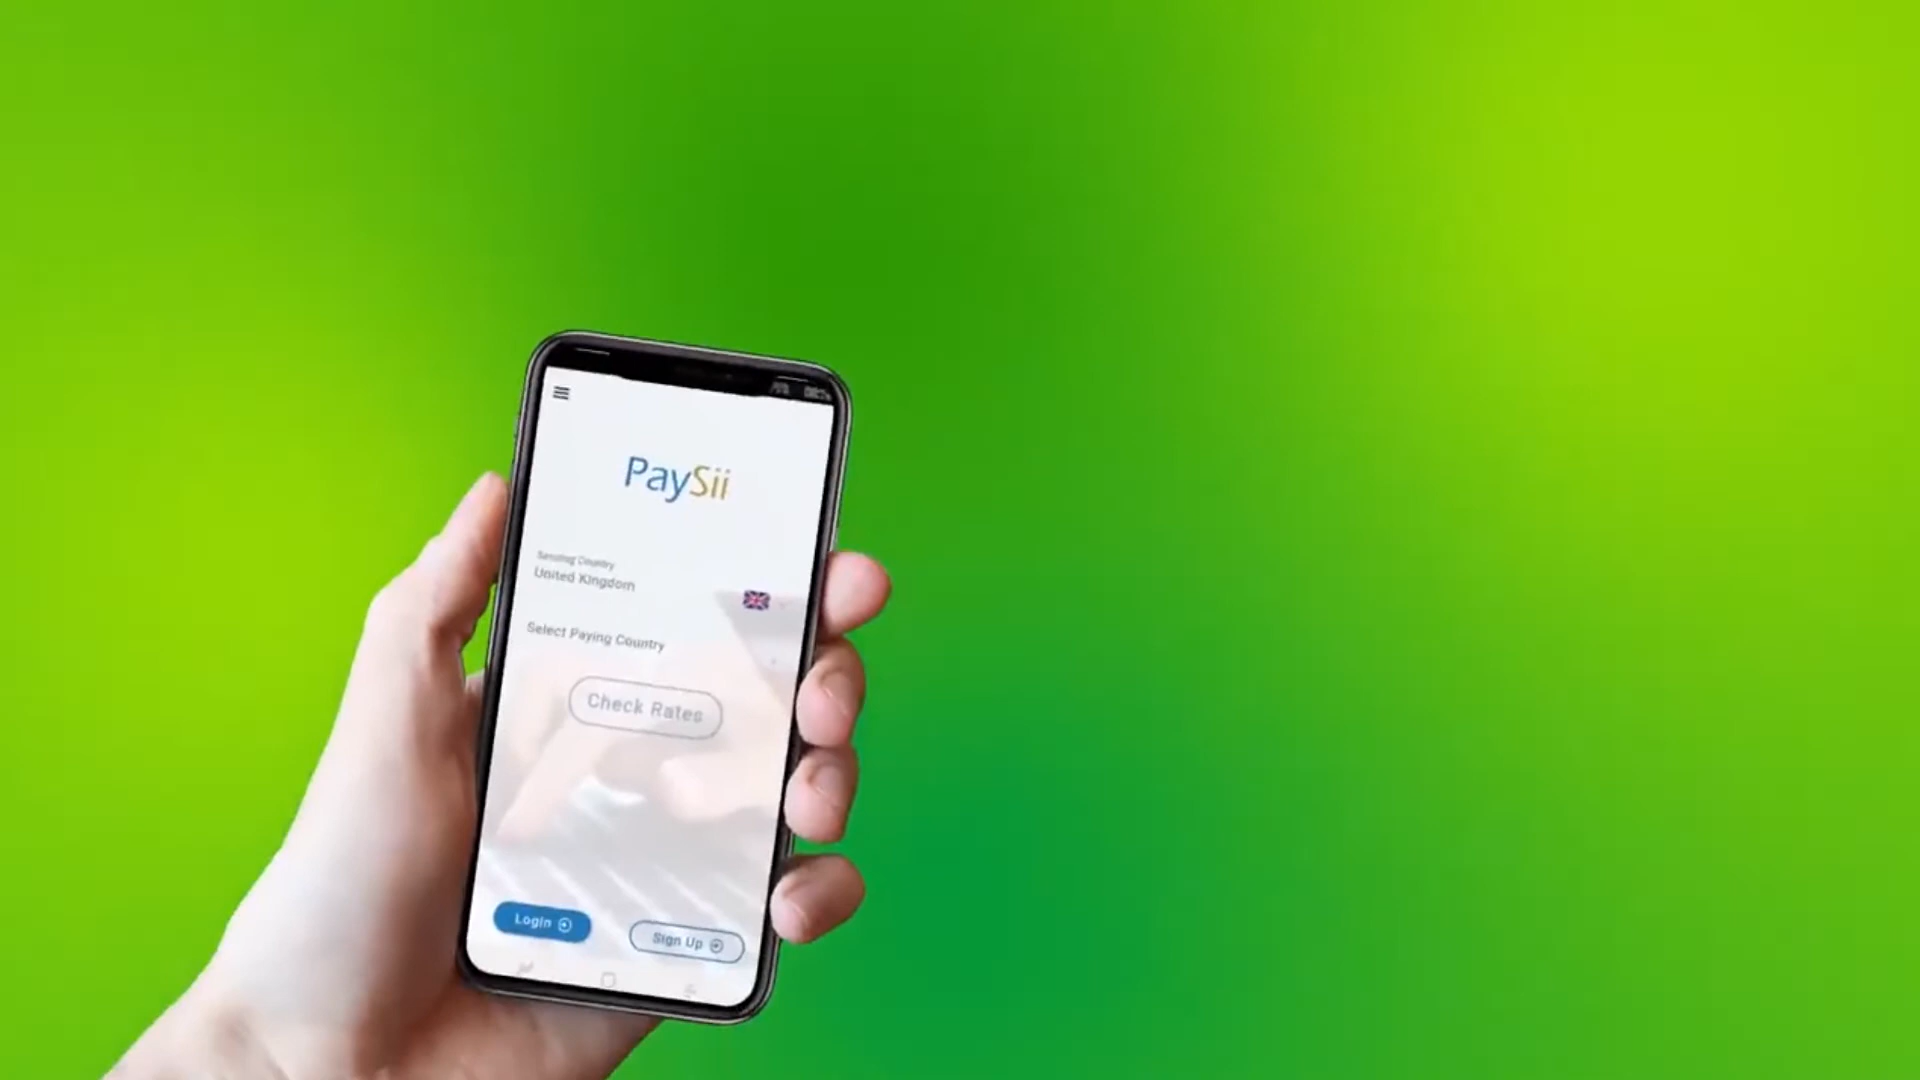 PaySii
Sending Country
United Kingdom
Select Paying Country
Check Rates
Login
Sign Up